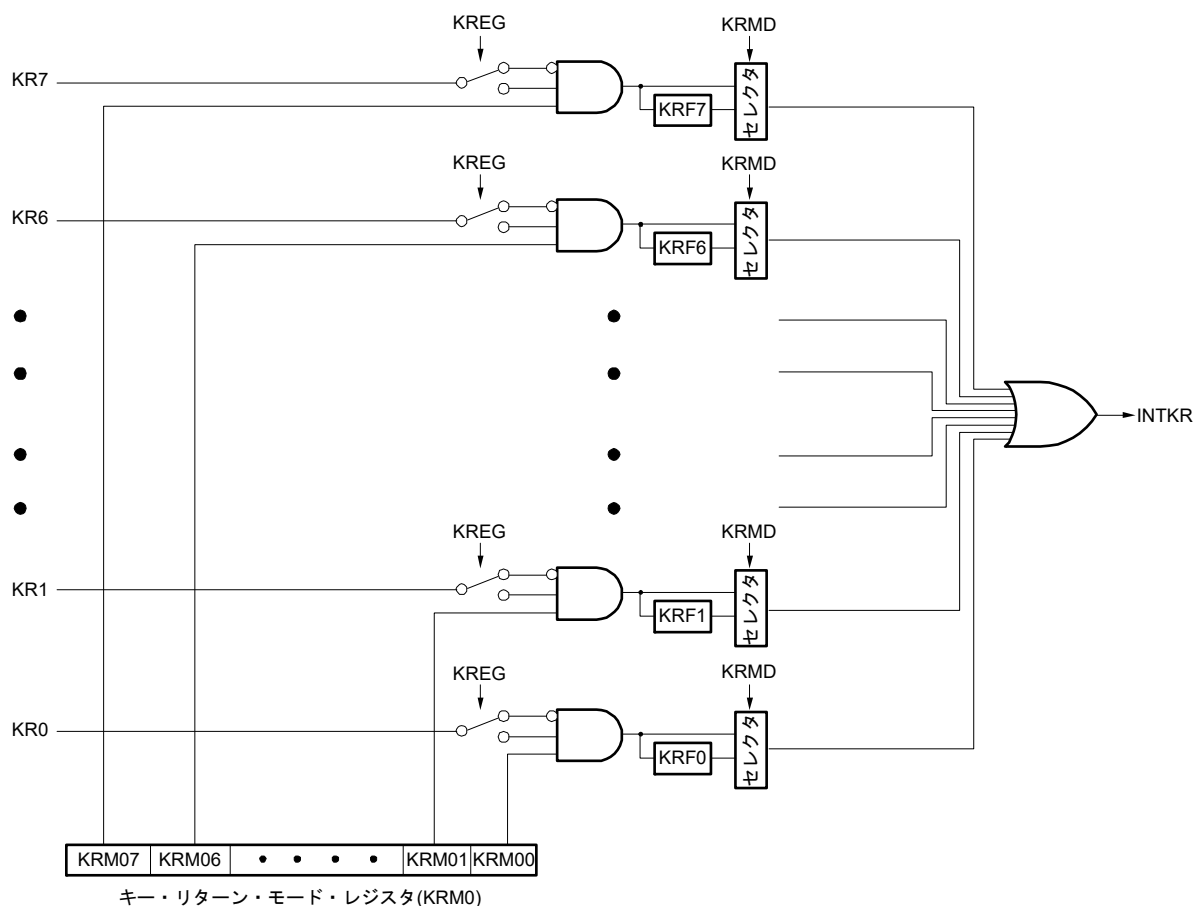 KREG
KRMD
KR7
KRF7
セレクタ
KREG
KRMD
KR6
KRF6
セレクタ
INTKR
KREG
KRMD
KR1
KRF1
セレクタ
KREG
KRMD
KR0
KRF0
セレクタ
KRM07 KRM06 • • • • KRM01 KRM00
キー・リターン・モード・レジスタ(KRM0)